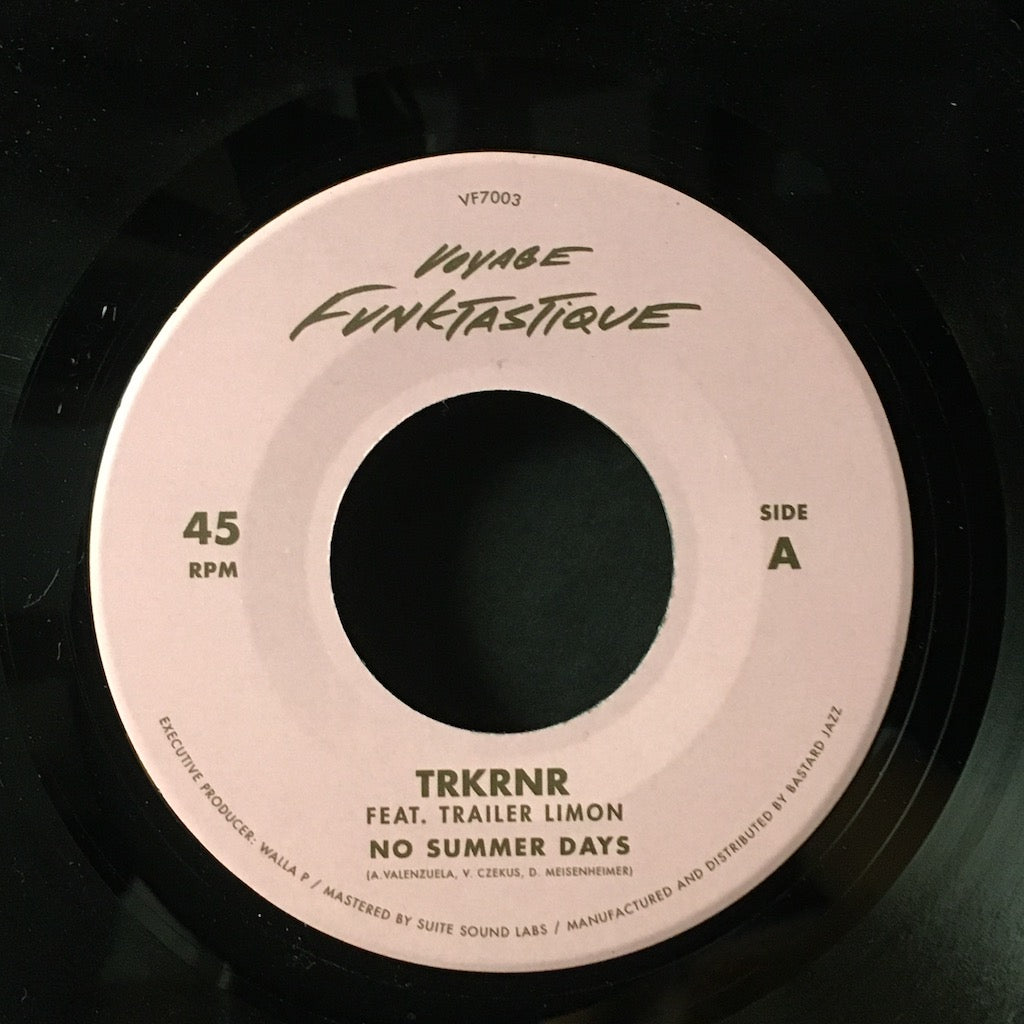 VF7003
VOYAGE
FUNKTASTIQUE
45
RPM
SIDE
A
TRKRNR
FEAT. TRAILER LIMON
NO SUMMER DAYS
(A.VALENZUELA, V. CZEKUS, D. MEISENHEIMER)
EXECUTIVE PRODUCER: WALLA P / MASTERED BY SUITE SOUND LABS / MANUFACTURED AND DISTRIBUTED BY BASTARD JAZZ